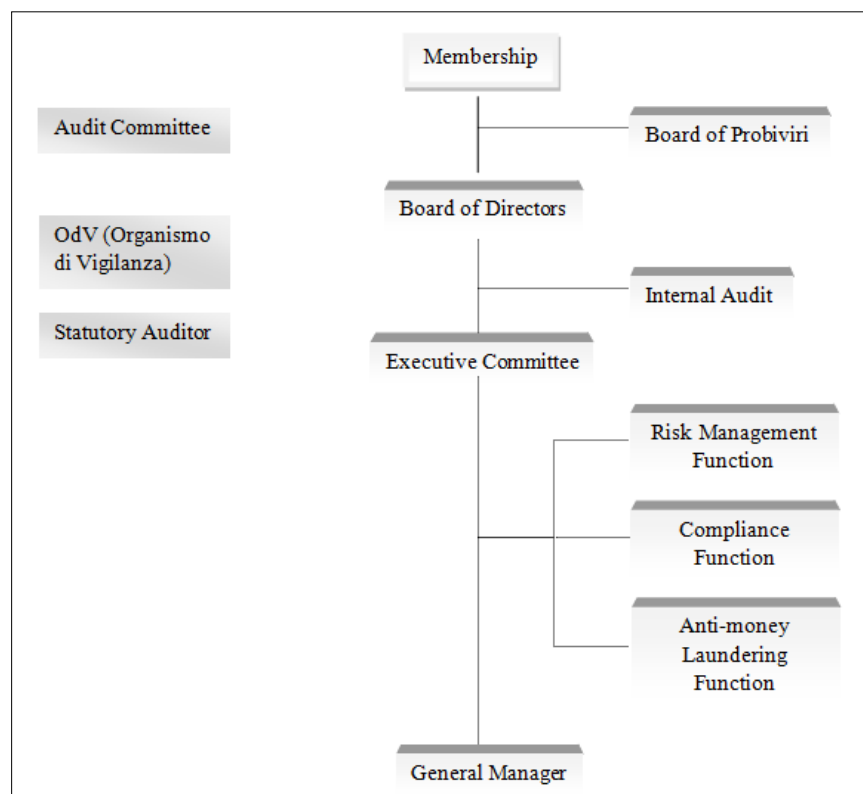 Membership
Audit Committee
Board of Probiviri
Board of Directors
OdV (Organismo
di Vigilanza)
Internal Audit
Statutory Auditor
Executive Committee
Risk Management
Function
Compliance
Function
Anti-money
Laundering
Function
General Manager